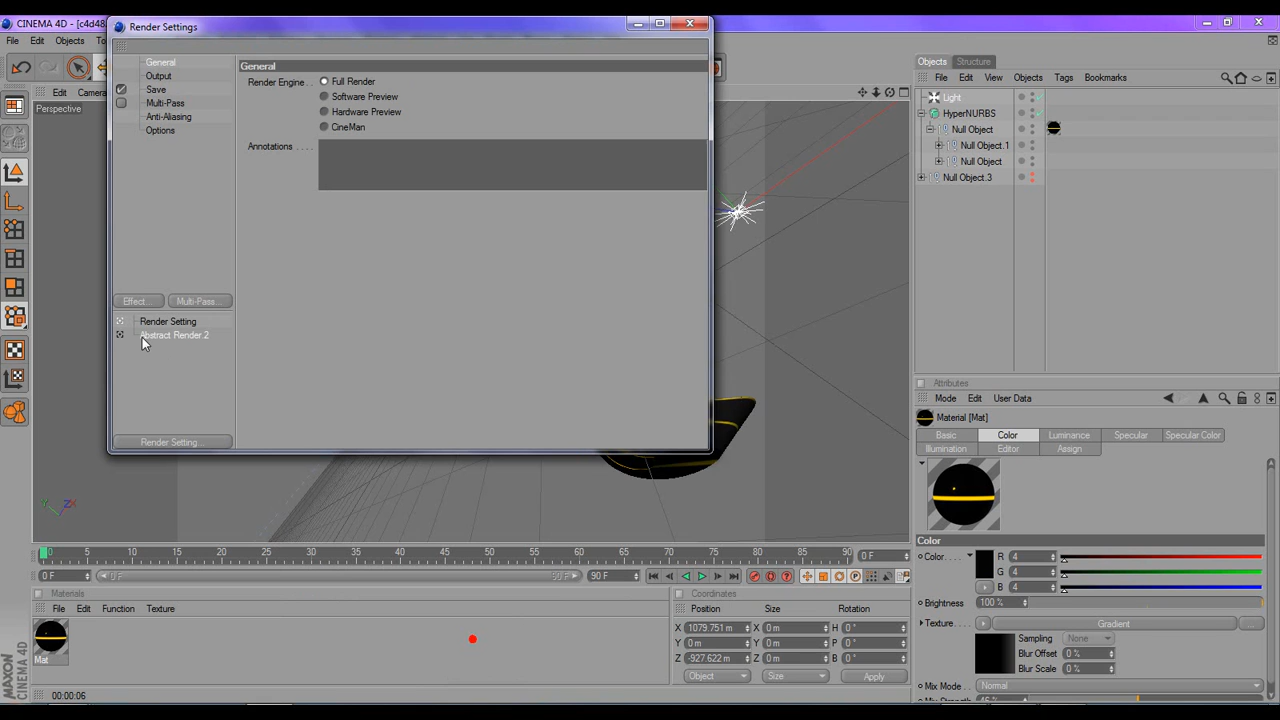 CINEMA 4D - [c4d48
Render Settings
File Edit Objects
Edit Camera
Perspective
General
Output
Save
Multi-Pass
Anti-Aliasing
Options
Effect...
Multi-Pass...
Render Setting
Abstract Render.2
Render Setting...
General
Render Engine . .
Full Render
Software Preview
Hardware Preview
CineMan
Annotations . . . .
Objects Structure
File Edit View Objects Tags Bookmarks
Light
HyperNURBS
Null Object
Null Object.1
Null Object
Null Object.3
Attributes
Mode Edit User Data
Material [Mat]
Basic Color Luminance Specular Specular Color
Illumination Editor Assign
Color
Color . . . . R 4
G 4
B 4
Brightness 100 %
Texture . . . . Gradient ...
Sampling None
Blur Offset 0 %
Blur Scale 0 %
Mix Mode . . Normal
Y ZX
0 5 10 15 20 25 30 35 40 45 50 55 60 65 70 75 80 85 90 0 F
0 F 0 F 90 F 90 F
Materials
File Edit Function Texture
Mat
Coordinates
Position Size Rotation
X 1079.751 m X 0 m H 0 °
Y 0 m Y 0 m P 0 °
Z -927.622 m Z 0 m B 0 °
Object Size Apply
MAXON
CINEMA 4D
00:00:06